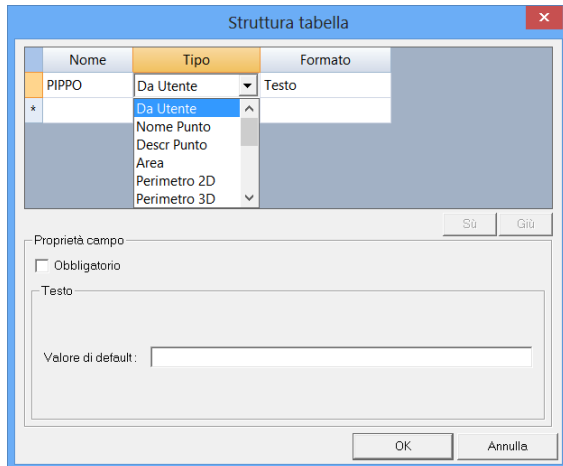 Struttura tabella
x
Nome Tipo Formato
PIPPO Da Utente Testo
* Da Utente
Nome Punto
Descr Punto
Area
Perimetro 2D
Perimetro 3D
Sù Giù
Proprietà campo
Obbligatorio
Testo
Valore di default:
OK Annulla